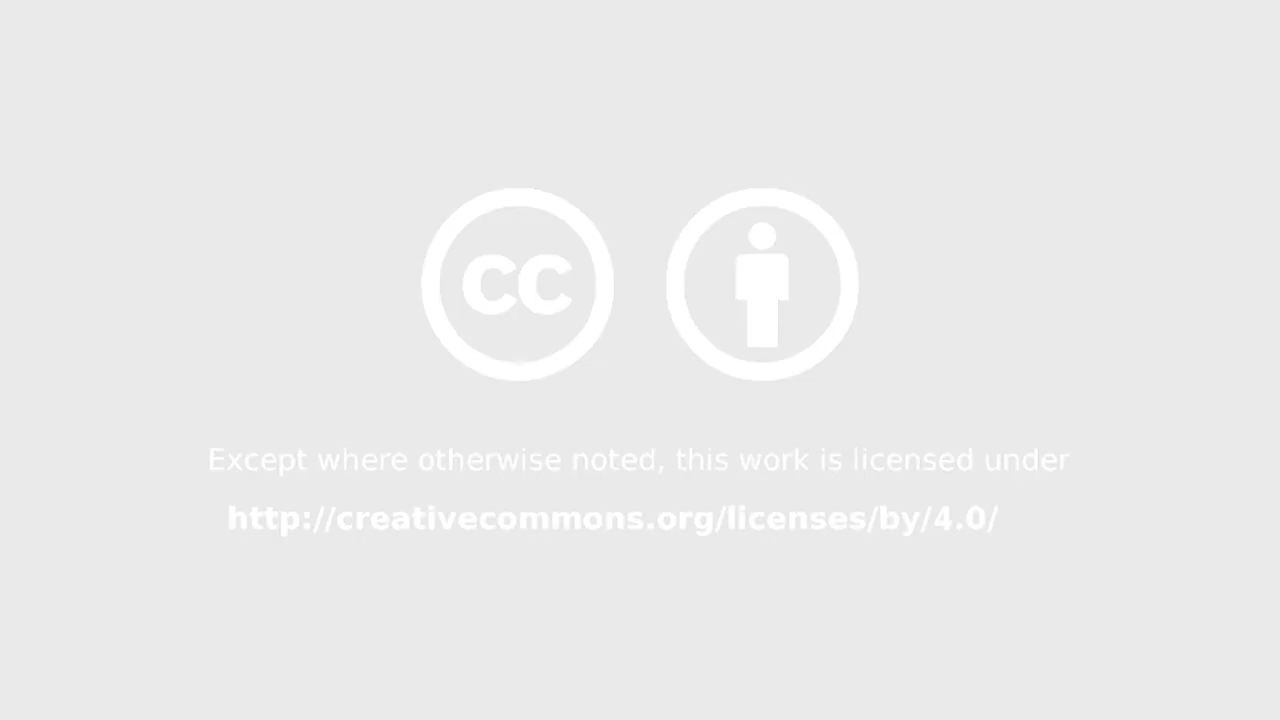 cc
Except where otherwise noted, this work is licensed under
http://creativecommons.org/licenses/by/4.0/